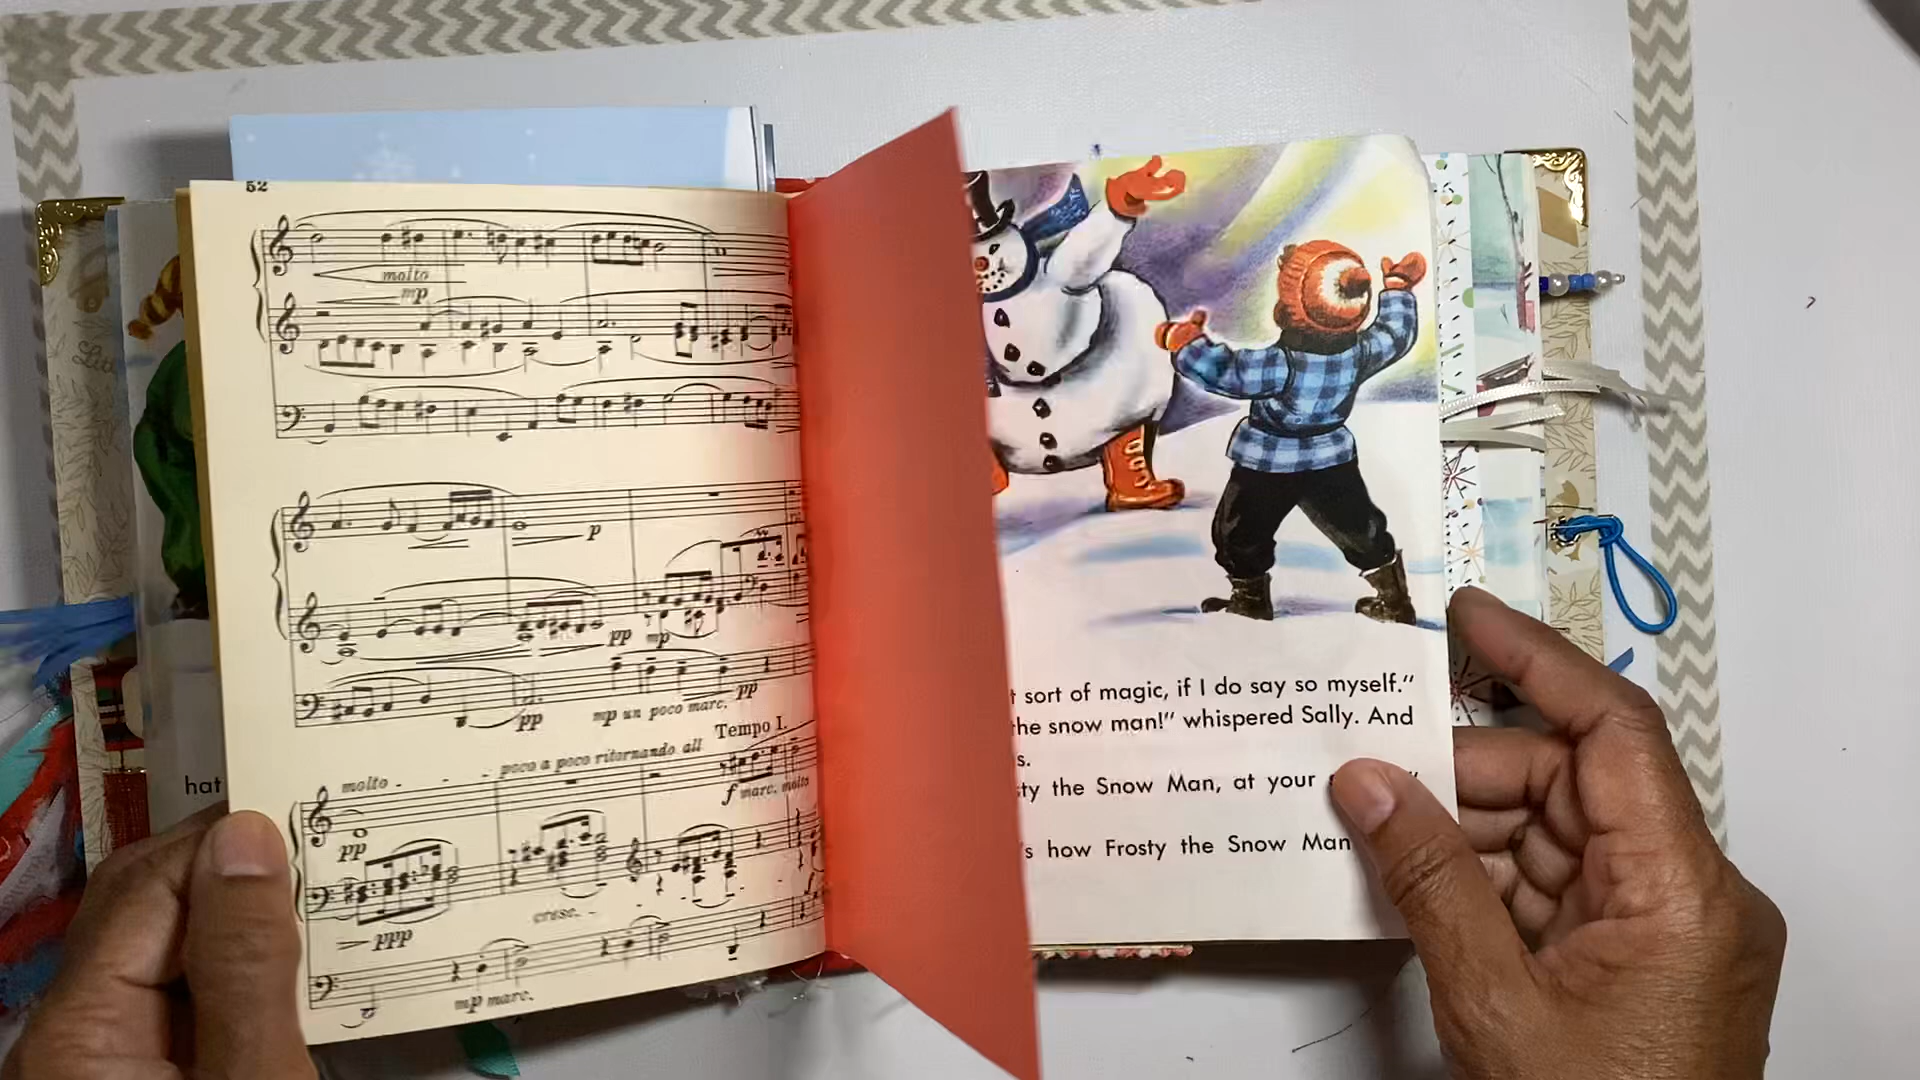 52
molto
mp
p
pp mp
pp
pp mp un poco marc.
Tempo I.
molto - - - poco a poco ritornando all
f marc. molto
pp
cresc. -
ppp
mp marc.
Litt
hat
t sort of magic, if I do say so myself."
the snow man!" whispered Sally. And
s.
ty the Snow Man, at your
's how Frosty the Snow Man